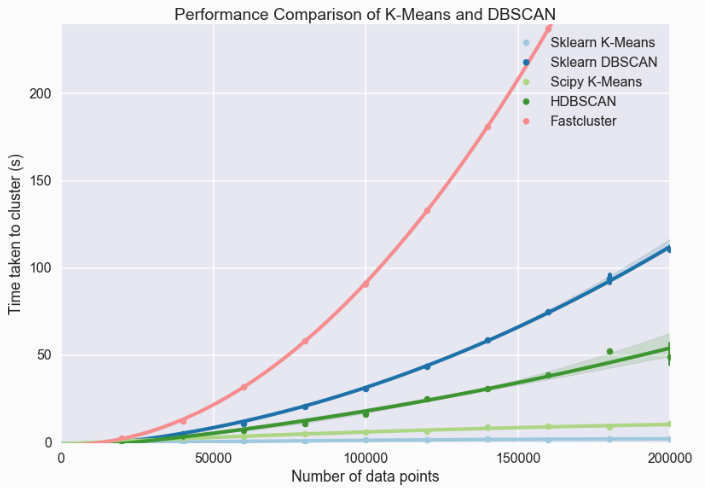 Performance Comparison of K-Means and DBSCAN
Sklearn K-Means
Sklearn DBSCAN
Scipy K-Means
HDBSCAN
Fastcluster
Time taken to cluster (s)
200
150
100
50
0
0 50000 100000 150000 200000
Number of data points